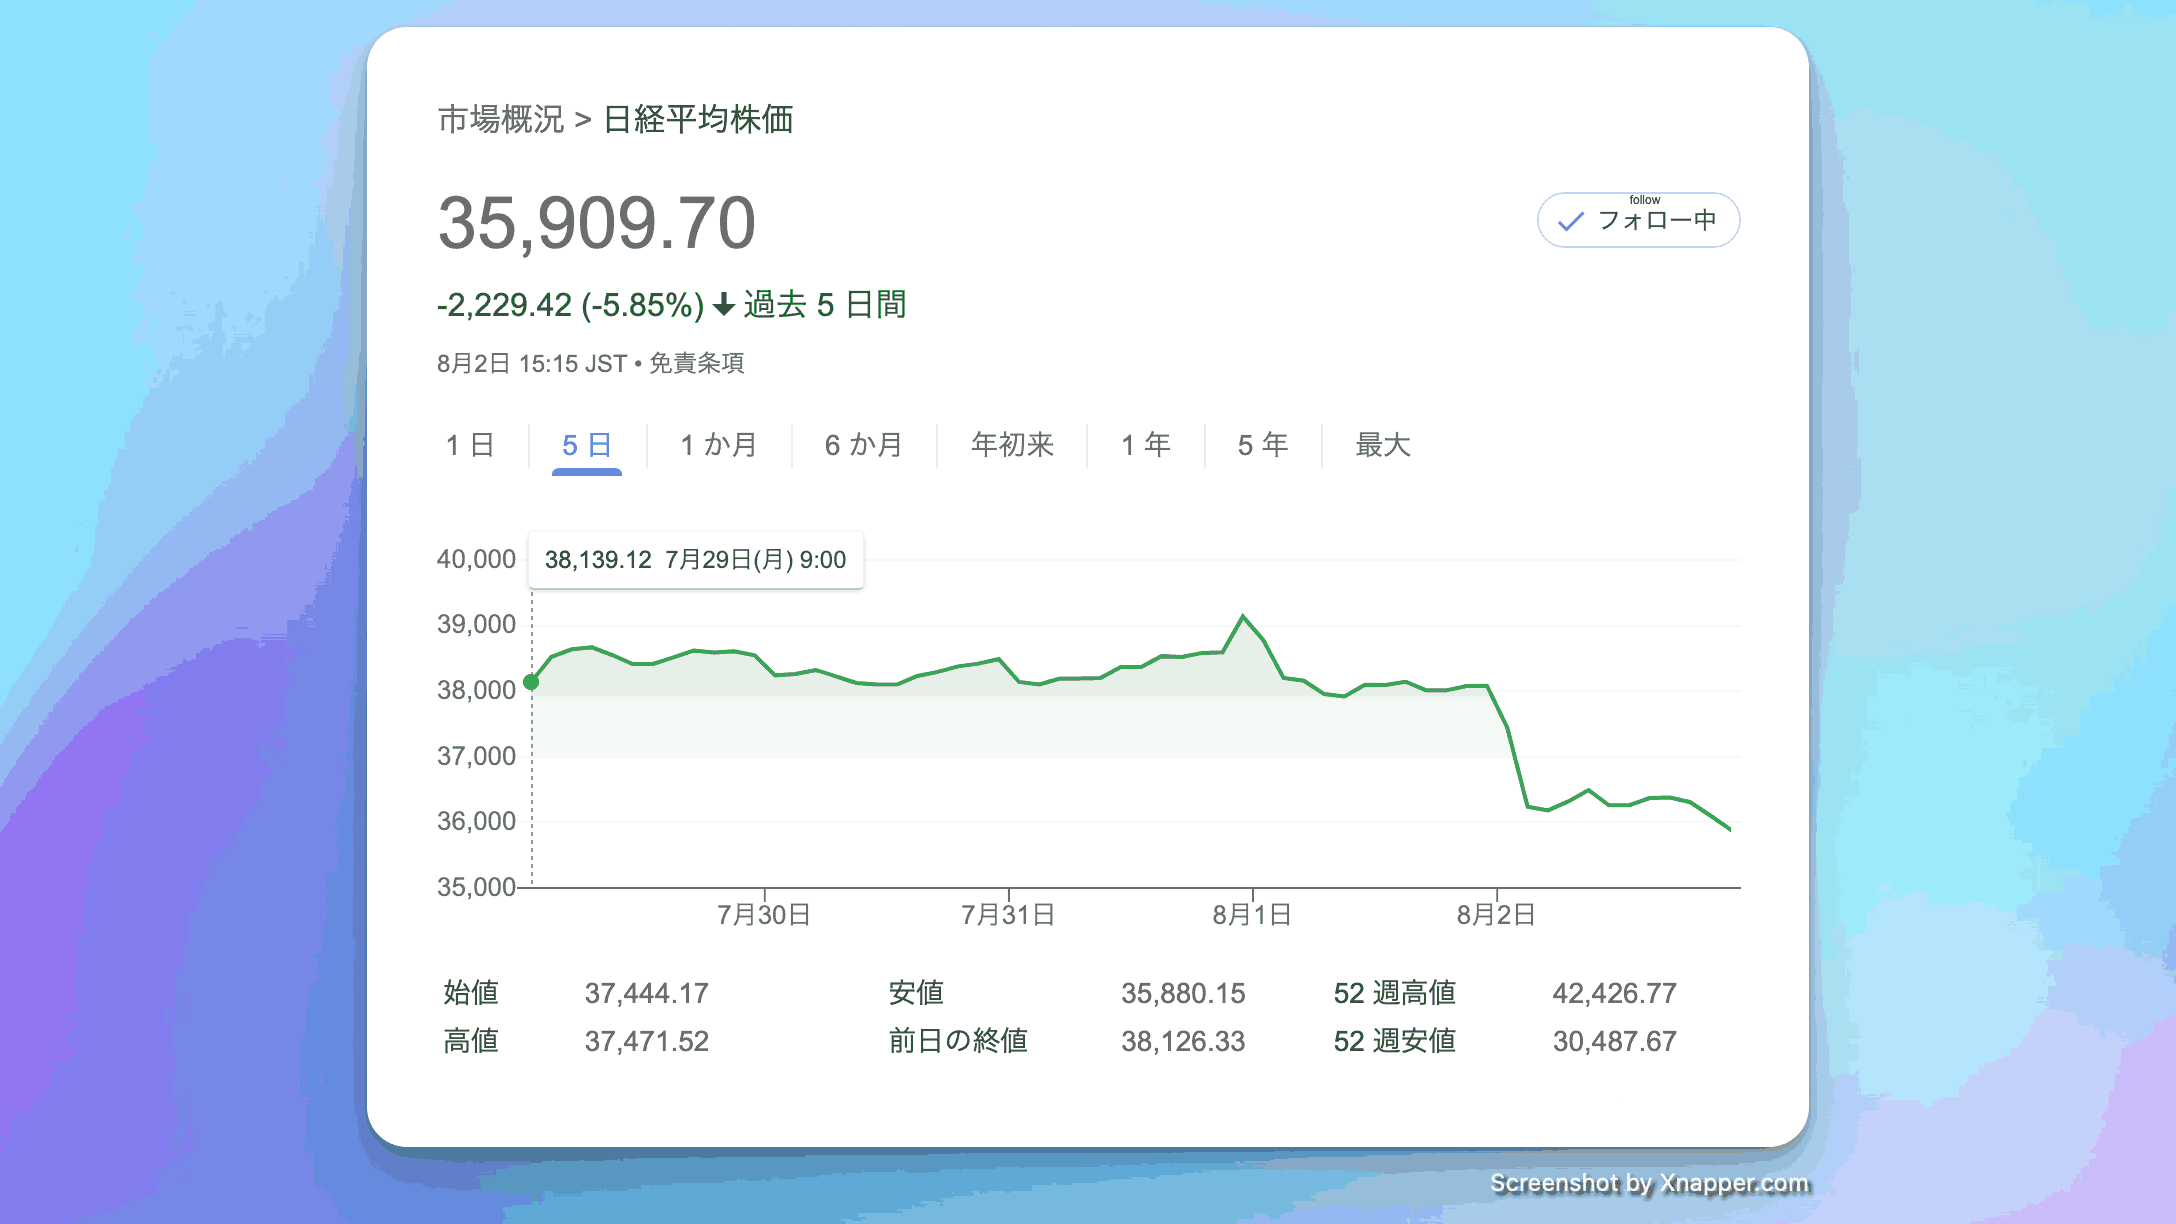 市場概況 > 日経平均株価
35,909.70
follow
フォロー中
-2,229.42 (-5.85%) ↓ 過去 5 日間
8月2日 15:15 JST • 免責条項
1 日 5 日 1 か月 6 か月 年初来 1 年 5 年 最大
38,139.12 7月29日(月) 9:00
40,000
39,000
38,000
37,000
36,000
35,000
7月30日 7月31日 8月1日 8月2日
始値 37,444.17 安値 35,880.15 52 週高値 42,426.77
高値 37,471.52 前日の終値 38,126.33 52 週安値 30,487.67
Screenshot by Xnapper.com